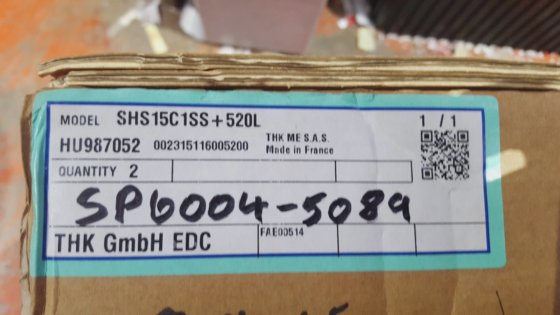 MODEL SHS15C1SS+520L 1 / 1
HU987052 002315116005200 THK ME S.A.S.
Made in France
QUANTITY 2
SP6004-5089
THK GmbH EDC FAE00514